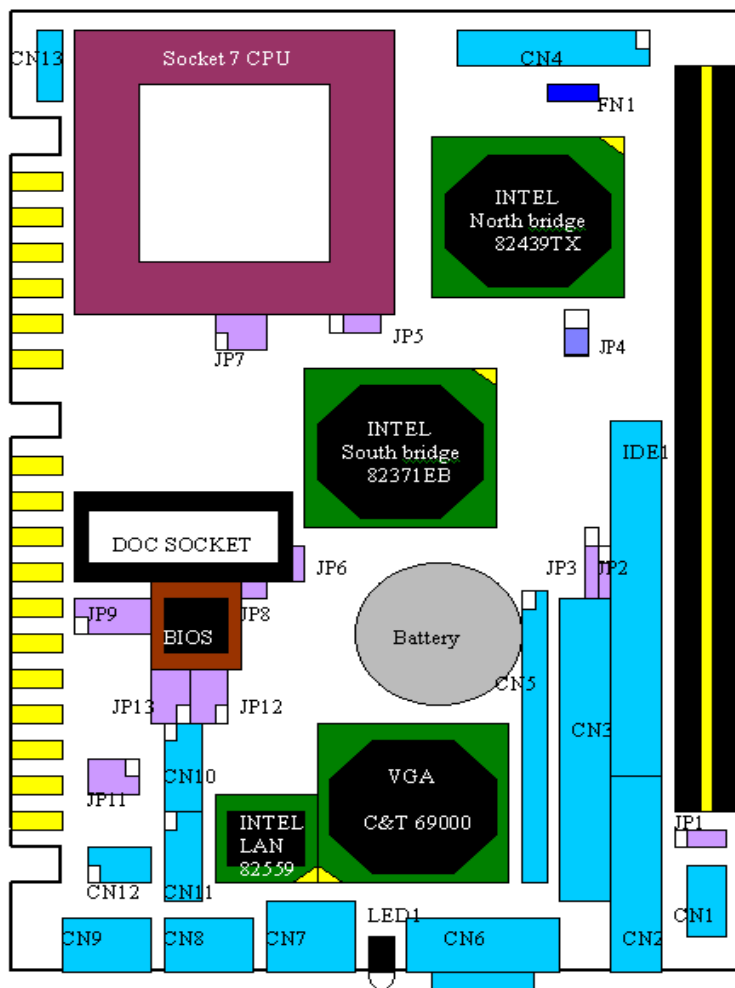 CN13
Socket 7 CPU
CN4
FN1
INTEL
North bridge
82439TX
JP7
JP5
JP4
INTEL
South bridge
82371EB
IDE1
DOC SOCKET
JP6
JP3
JP2
JP9
BIOS
JP8
Battery
CN5
JP13
JP12
CN3
CN10
VGA
C&T 69000
JP11
INTEL
LAN
82559
JP1
CN12
CN11
LED1
CN1
CN9
CN8
CN7
CN6
CN2